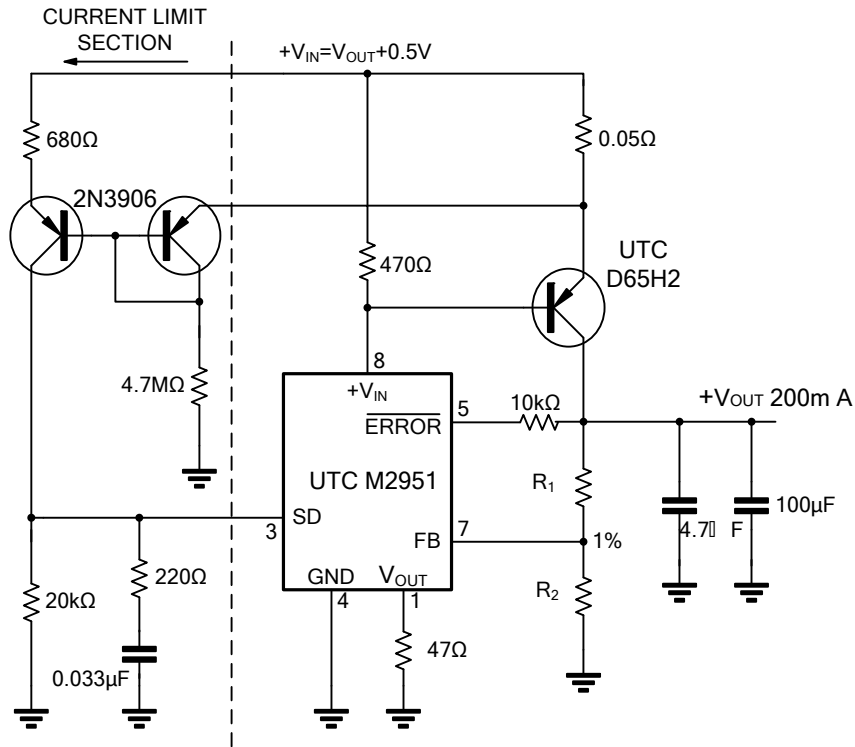 CURRENT LIMIT
SECTION
+VIN=VOUT+0.5V
680Ω
0.05Ω
2N3906
470Ω
UTC
D65H2
4.7MΩ
8
+VIN
ERROR
5
10kΩ
+VOUT 200m A
UTC M2951
R1
3
SD
FB
7
1%
4.7▯ F
100µF
220Ω
20kΩ
GND
VOUT
4
1
R2
47Ω
0.033µF